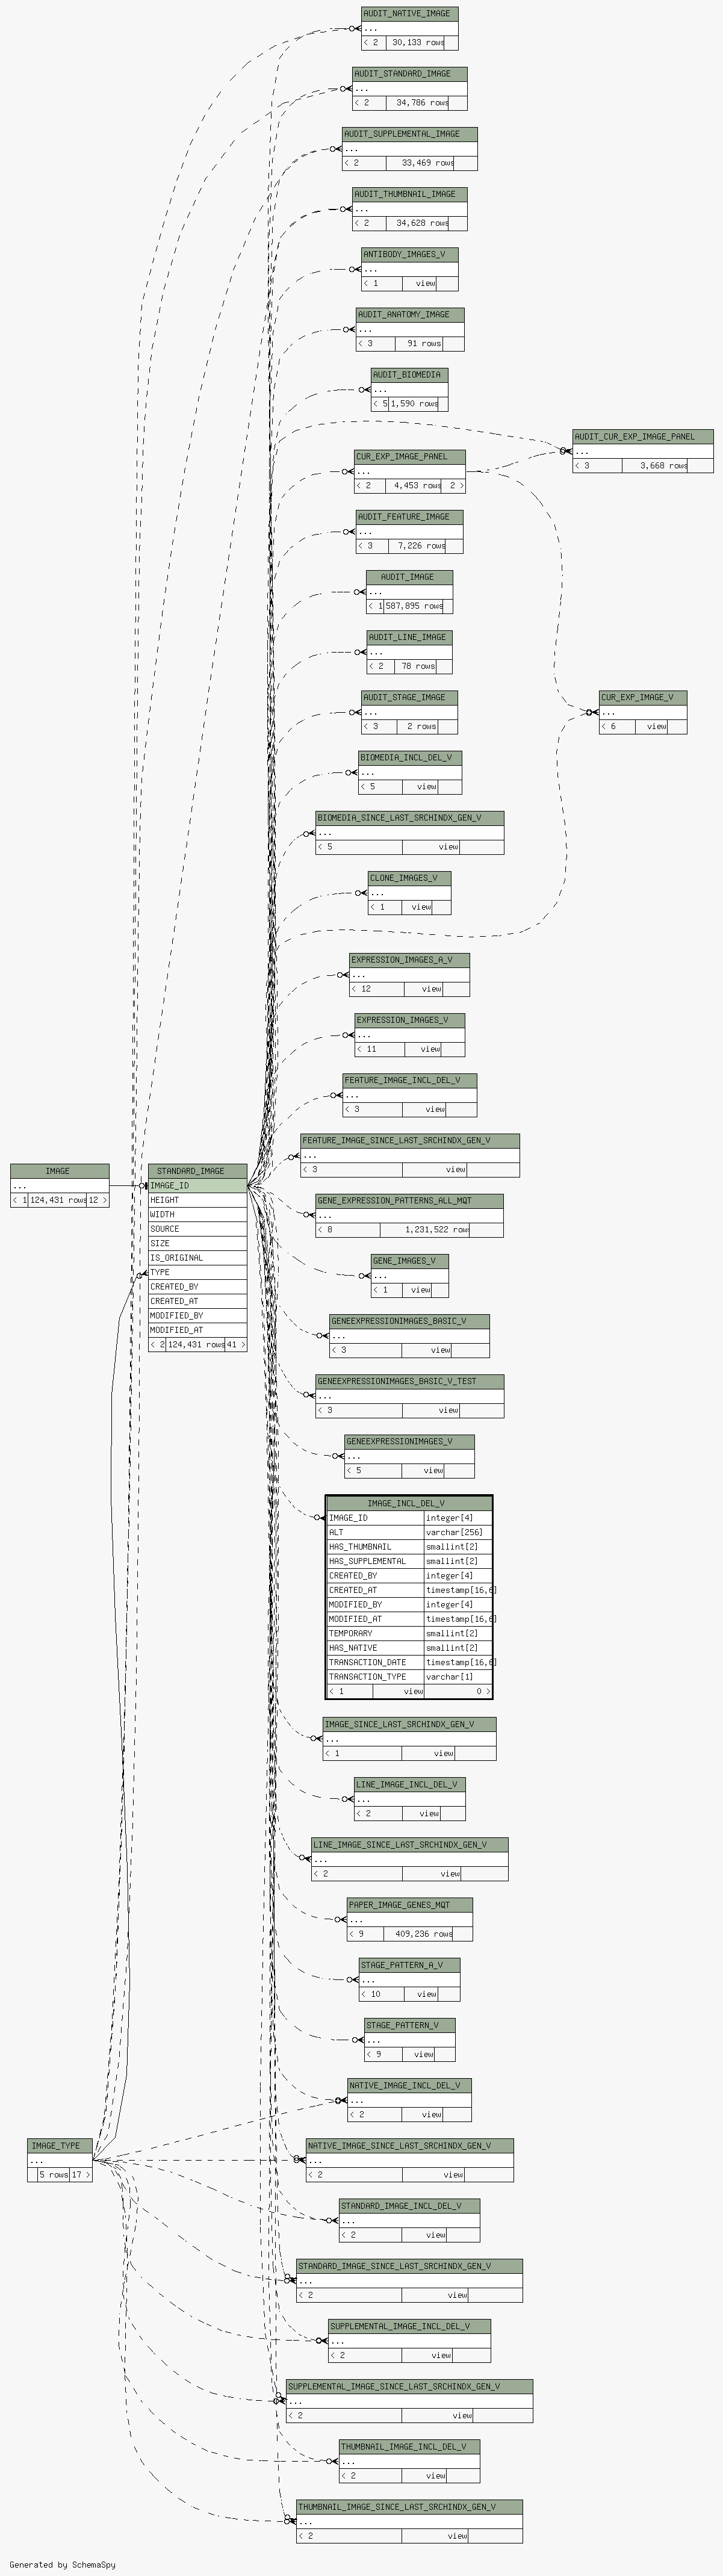 AUDIT_NATIVE_IMAGE
...
< 2 30,133 rows
AUDIT_STANDARD_IMAGE
...
< 2 34,786 rows
AUDIT_SUPPLEMENTAL_IMAGE
...
< 2 33,469 rows
AUDIT_THUMBNAIL_IMAGE
...
< 2 34,628 rows
ANTIBODY_IMAGES_V
...
< 1 view
AUDIT_ANATOMY_IMAGE
...
< 3 91 rows
AUDIT_BIOMEDIA
...
< 5 1,590 rows
AUDIT_CUR_EXP_IMAGE_PANEL
...
< 3 3,668 rows
CUR_EXP_IMAGE_PANEL
...
< 2 4,453 rows 2 >
AUDIT_FEATURE_IMAGE
...
< 3 7,226 rows
AUDIT_IMAGE
...
< 1 587,895 rows
AUDIT_LINE_IMAGE
...
< 2 78 rows
AUDIT_STAGE_IMAGE
...
< 3 2 rows
CUR_EXP_IMAGE_V
...
< 6 view
BIOMEDIA_INCL_DEL_V
...
< 5 view
BIOMEDIA_SINCE_LAST_SRCHINDX_GEN_V
...
< 5 view
CLONE_IMAGES_V
...
< 1 view
EXPRESSION_IMAGES_A_V
...
< 12 view
EXPRESSION_IMAGES_V
...
< 11 view
FEATURE_IMAGE_INCL_DEL_V
...
< 3 view
FEATURE_IMAGE_SINCE_LAST_SRCHINDX_GEN_V
...
< 3 view
IMAGE
...
< 1 124,431 rows 12 >
STANDARD_IMAGE
IMAGE_ID
HEIGHT
WIDTH
SOURCE
SIZE
IS_ORIGINAL
TYPE
CREATED_BY
CREATED_AT
MODIFIED_BY
MODIFIED_AT
< 2 124,431 rows 41 >
GENE_EXPRESSION_PATTERNS_ALL_MQT
...
< 8 1,231,522 rows
GENE_IMAGES_V
...
< 1 view
GENEEXPRESSIONIMAGES_BASIC_V
...
< 3 view
GENEEXPRESSIONIMAGES_BASIC_V_TEST
...
< 3 view
GENEEXPRESSIONIMAGES_V
...
< 5 view
IMAGE_INCL_DEL_V
IMAGE_ID integer[4]
ALT varchar[256]
HAS_THUMBNAIL smallint[2]
HAS_SUPPLEMENTAL smallint[2]
CREATED_BY integer[4]
CREATED_AT timestamp[16,6]
MODIFIED_BY integer[4]
MODIFIED_AT timestamp[16,6]
TEMPORARY smallint[2]
HAS_NATIVE smallint[2]
TRANSACTION_DATE timestamp[16,6]
TRANSACTION_TYPE varchar[1]
< 1 view 0 >
IMAGE_SINCE_LAST_SRCHINDX_GEN_V
...
< 1 view
LINE_IMAGE_INCL_DEL_V
...
< 2 view
LINE_IMAGE_SINCE_LAST_SRCHINDX_GEN_V
...
< 2 view
PAPER_IMAGE_GENES_MQT
...
< 9 409,236 rows
STAGE_PATTERN_A_V
...
< 10 view
STAGE_PATTERN_V
...
< 9 view
NATIVE_IMAGE_INCL_DEL_V
...
< 2 view
IMAGE_TYPE
...
5 rows 17 >
NATIVE_IMAGE_SINCE_LAST_SRCHINDX_GEN_V
...
< 2 view
STANDARD_IMAGE_INCL_DEL_V
...
< 2 view
STANDARD_IMAGE_SINCE_LAST_SRCHINDX_GEN_V
...
< 2 view
SUPPLEMENTAL_IMAGE_INCL_DEL_V
...
< 2 view
SUPPLEMENTAL_IMAGE_SINCE_LAST_SRCHINDX_GEN_V
...
< 2 view
THUMBNAIL_IMAGE_INCL_DEL_V
...
< 2 view
THUMBNAIL_IMAGE_SINCE_LAST_SRCHINDX_GEN_V
...
< 2 view
Generated by SchemaSpy